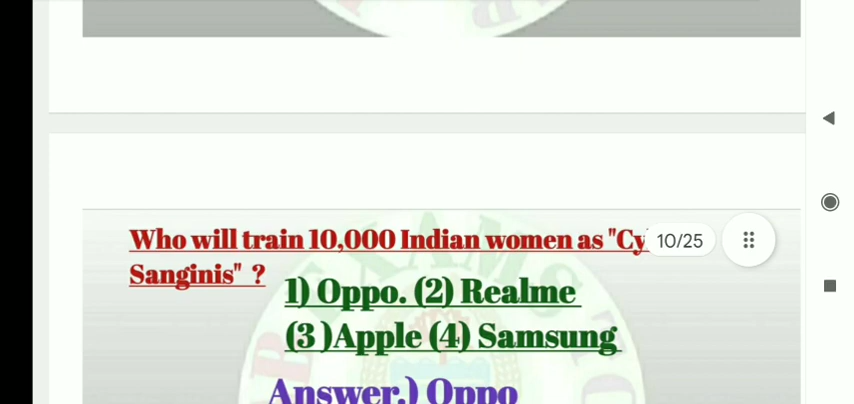 Who will train 10,000 Indian women as "Cy
10/25
Sanginis" ?
1) Oppo. (2) Realme
(3 )Apple (4) Samsung
Answer.) Oppo